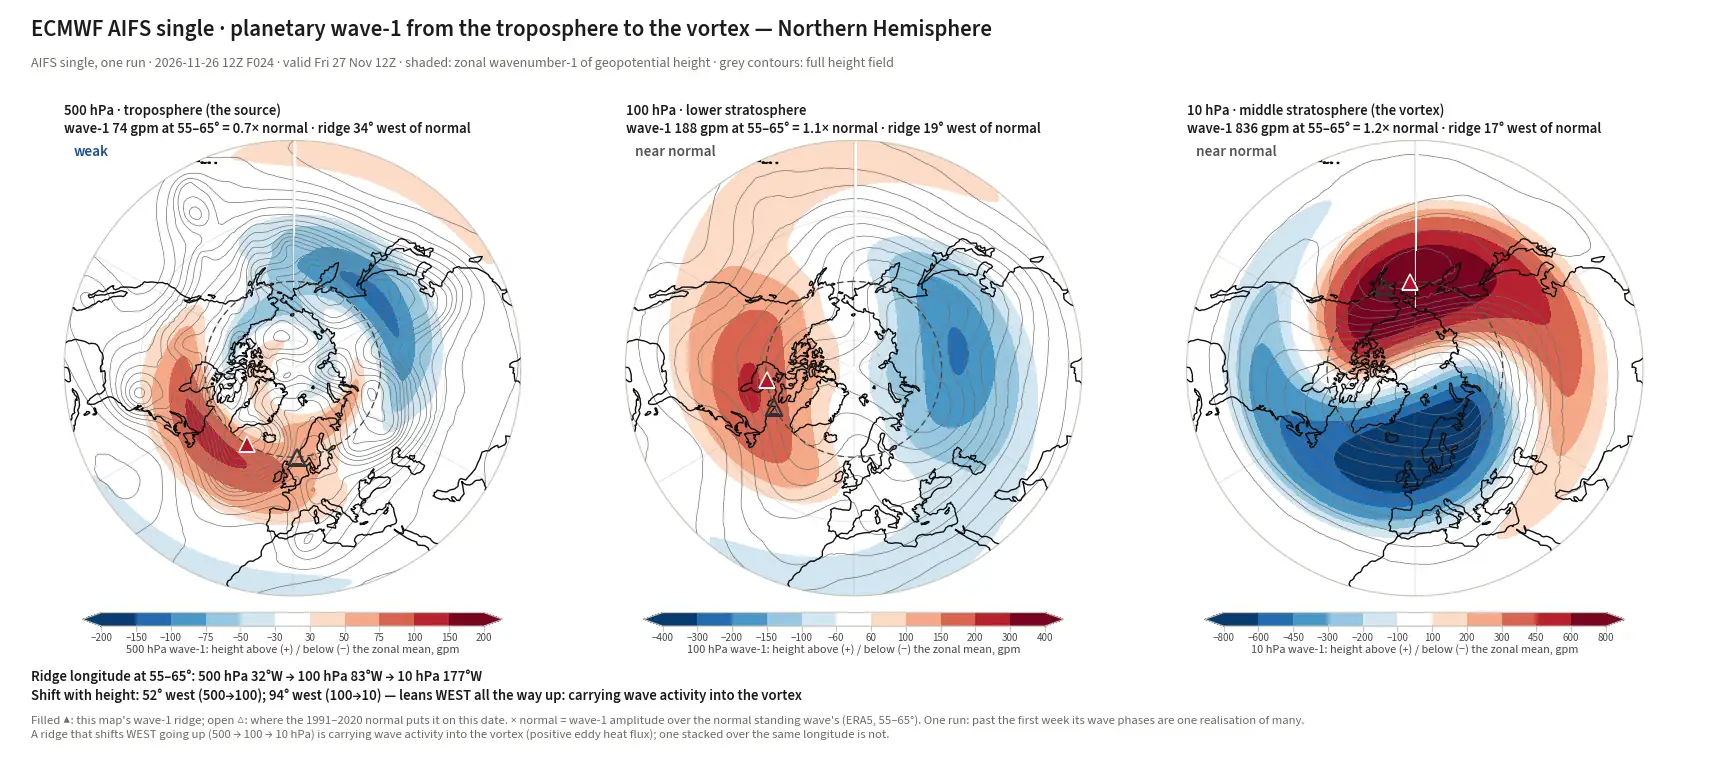 ECMWF AIFS single · planetary wave-1 from the troposphere to the vortex — Northern Hemisphere
AIFS single, one run · 2026-11-26 12Z F024 · valid Fri 27 Nov 12Z · shaded: zonal wavenumber-1 of geopotential height · grey contours: full height field
500 hPa · troposphere (the source)
wave-1 74 gpm at 55–65° = 0.7× normal · ridge 34° west of normal
weak
100 hPa · lower stratosphere
wave-1 188 gpm at 55–65° = 1.1× normal · ridge 19° west of normal
near normal
10 hPa · middle stratosphere (the vortex)
wave-1 836 gpm at 55–65° = 1.2× normal · ridge 17° west of normal
near normal
−200 −150 −100 −75 −50 −30 30 50 75 100 150 200
500 hPa wave-1: height above (+) / below (−) the zonal mean, gpm
−400 −300 −200 −150 −100 −60 60 100 150 200 300 400
100 hPa wave-1: height above (+) / below (−) the zonal mean, gpm
−800 −600 −450 −300 −200 −100 100 200 300 450 600 800
10 hPa wave-1: height above (+) / below (−) the zonal mean, gpm
Ridge longitude at 55–65°: 500 hPa 32°W → 100 hPa 83°W → 10 hPa 177°W
Shift with height: 52° west (500→100); 94° west (100→10) — leans WEST all the way up: carrying wave activity into the vortex
Filled ▲: this map's wave-1 ridge; open △: where the 1991–2020 normal puts it on this date. × normal = wave-1 amplitude over the normal standing wave's (ERA5, 55–65°). One run: past the first week its wave phases are one realisation of many.
A ridge that shifts WEST going up (500 → 100 → 10 hPa) is carrying wave activity into the vortex (positive eddy heat flux); one stacked over the same longitude is not.